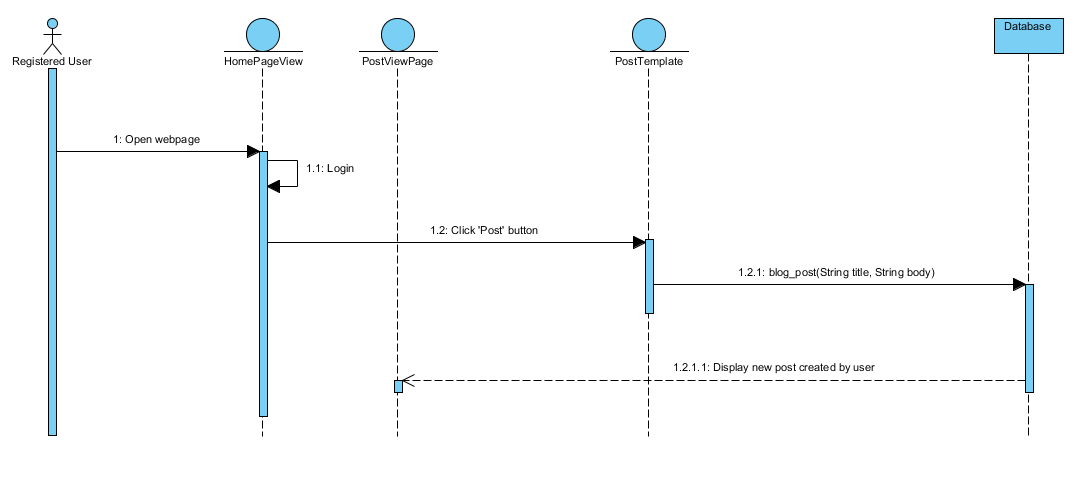 Registered User
HomePageView
PostViewPage
PostTemplate
Database
1: Open webpage
1.1: Login
1.2: Click 'Post' button
1.2.1: blog_post(String title, String body)
1.2.1.1: Display new post created by user